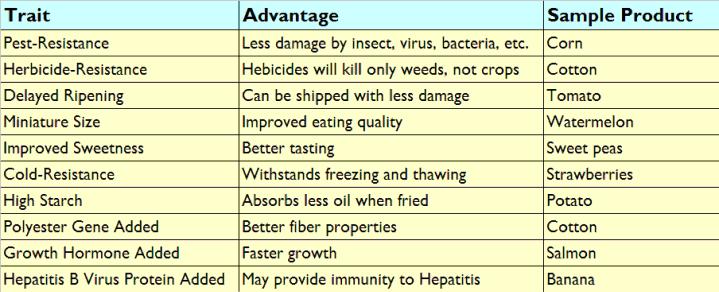 Trait Advantage Sample Product
Pest-Resistance Less damage by insect, virus, bacteria, etc. Corn
Herbicide-Resistance Hebicides will kill only weeds, not crops Cotton
Delayed Ripening Can be shipped with less damage Tomato
Miniature Size Improved eating quality Watermelon
Improved Sweetness Better tasting Sweet peas
Cold-Resistance Withstands freezing and thawing Strawberries
High Starch Absorbs less oil when fried Potato
Polyester Gene Added Better fiber properties Cotton
Growth Hormone Added Faster growth Salmon
Hepatitis B Virus Protein Added May provide immunity to Hepatitis Banana